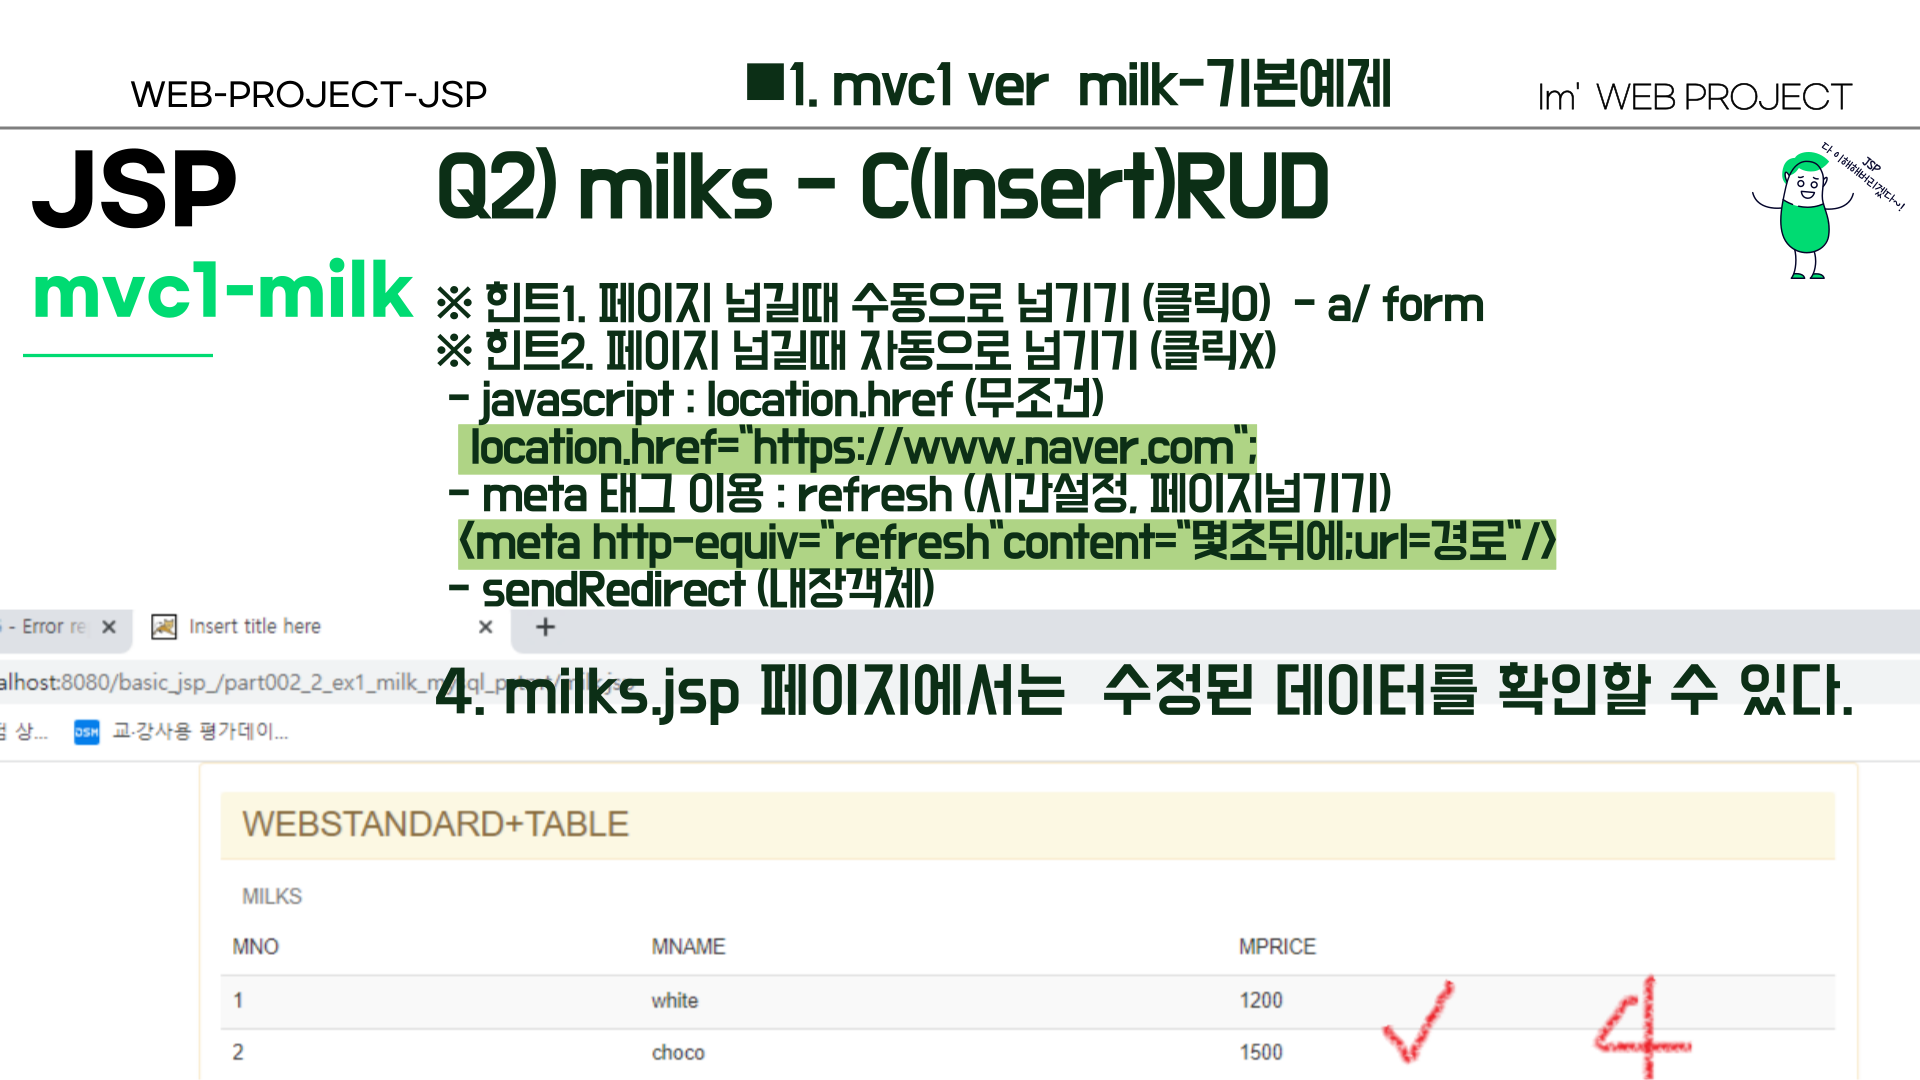 WEB-PROJECT-JSP
■1. mvc1 ver milk-기본예제
Im' WEB PROJECT
JSP
mvc1-milk
JSP
다 이해해버리겠다~!
Q2) milks - C(Insert)RUD
※ 힌트1. 페이지 넘길때 수동으로 넘기기 (클릭O) - a/ form
※ 힌트2. 페이지 넘길때 자동으로 넘기기 (클릭X)
- javascript : location.href (무조건)
location.href="https://www.naver.com";
- meta 태그 이용 : refresh (시간설정, 페이지넘기기)
<meta http-equiv="refresh"content="몇초뒤에;url=경로"/>
- sendRedirect (내장객체)
- Error re
Insert title here
alhost:8080/basic_jsp_/part002_2_ex1_milk_mysql
4. milks.jsp 페이지에서는 수정된 데이터를 확인할 수 있다.
상...
DSM 교·강사용 평가데이...
WEBSTANDARD+TABLE
MILKS
MNO MNAME MPRICE
1 white 1200
2 choco 1500
4